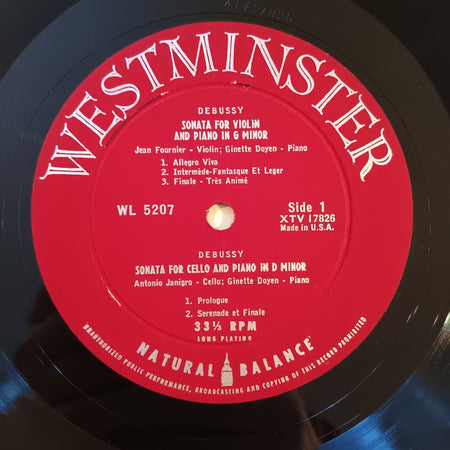 XTV 17826
WESTMINSTER
DEBUSSY
SONATA FOR VIOLIN
AND PIANO IN G MINOR
Jean Fournier - Violin; Ginette Doyen - Piano
1. Allegro Viva
2. Intermède-Fantasque Et Leger
3. Finale - Très Animé
WL 5207
Side 1
XTV 17826
Made in U.S.A.
DEBUSSY
SONATA FOR CELLO AND PIANO IN D MINOR
Antonio Janigro - Cello; Ginette Doyen - Piano
1. Prologue
2. Serenade et Finale
33⅓ RPM
LONG PLAYING
NATURAL BALANCE
UNAUTHORIZED PUBLIC PERFORMANCE, BROADCASTING AND COPYING OF THIS RECORD PROHIBITED